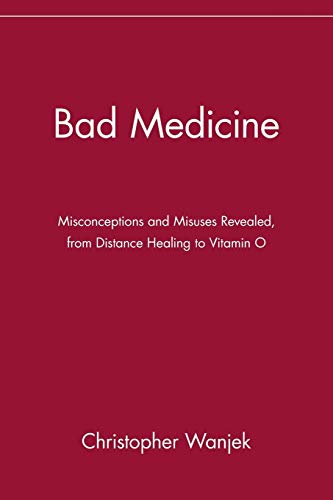 Bad Medicine
Misconceptions and Misuses Revealed,
from Distance Healing to Vitamin O
Christopher Wanjek